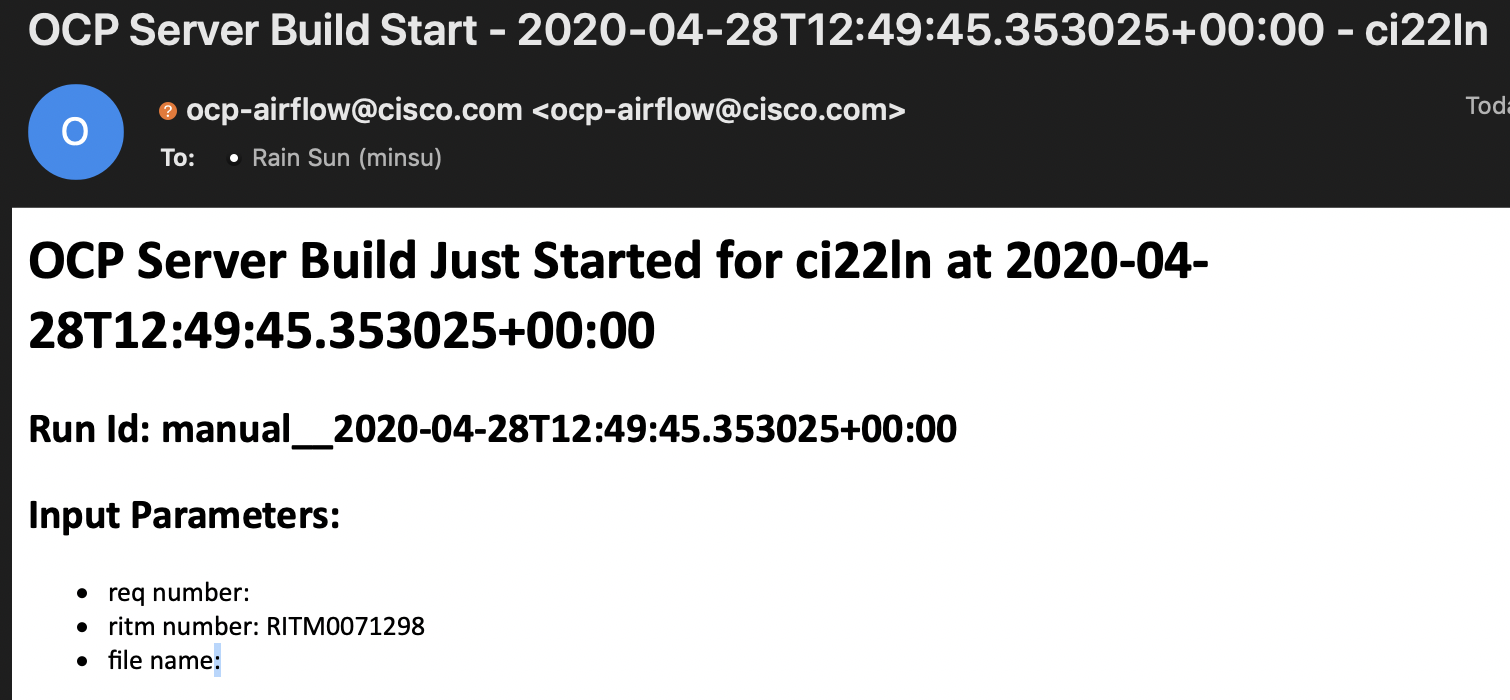 OCP Server Build Start - 2020-04-28T12:49:45.353025+00:00 - ci22ln
O
? ocp-airflow@cisco.com <ocp-airflow@cisco.com>
To: • Rain Sun (minsu)
OCP Server Build Just Started for ci22ln at 2020-04-
28T12:49:45.353025+00:00
Run Id: manual__2020-04-28T12:49:45.353025+00:00
Input Parameters:
• req number:
• ritm number: RITM0071298
• file name: